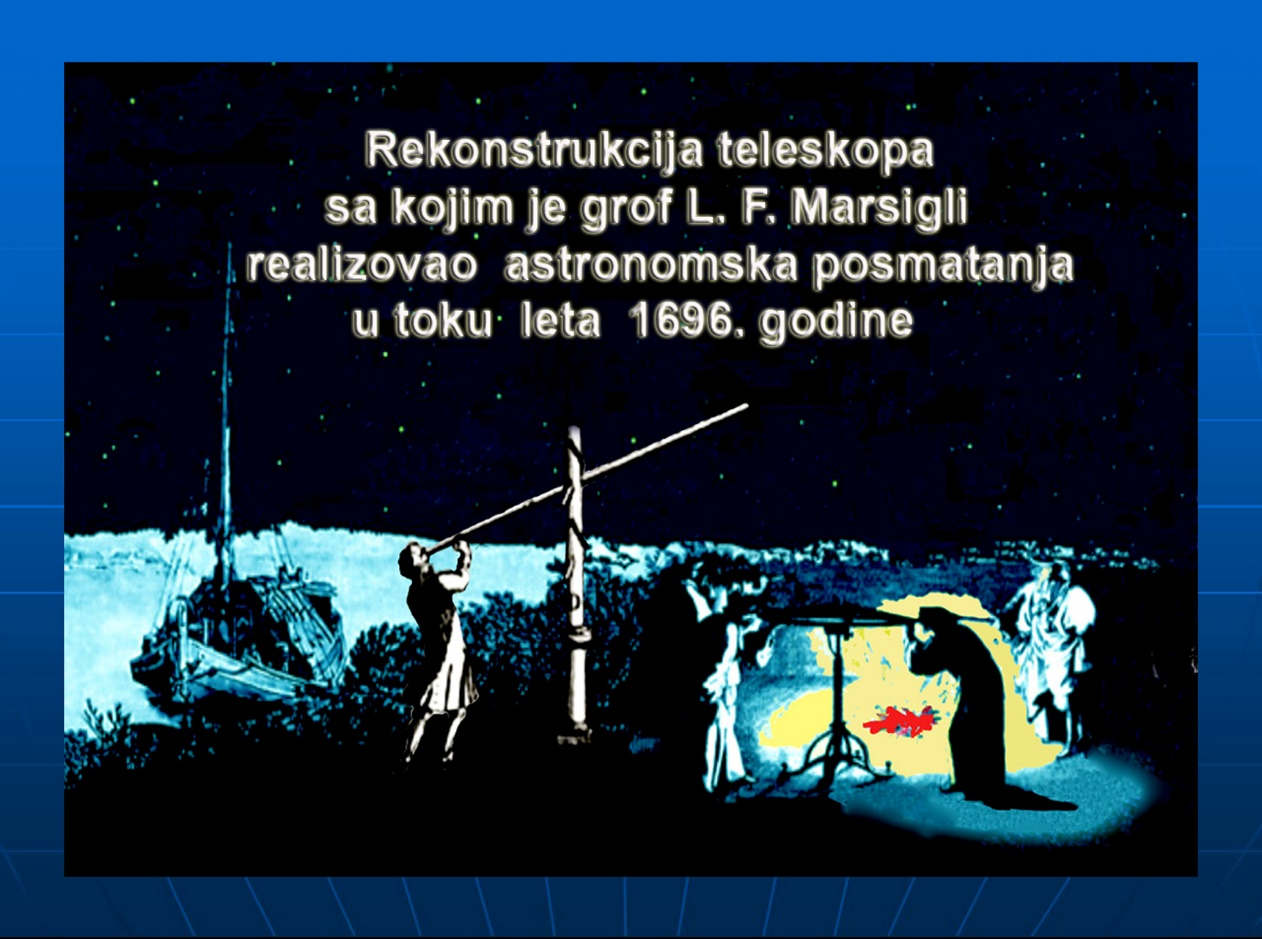 Rekonstrukcija teleskopa
sa kojim je grof L. F. Marsigli
realizovao astronomska posmatanja
u toku leta 1696. godine